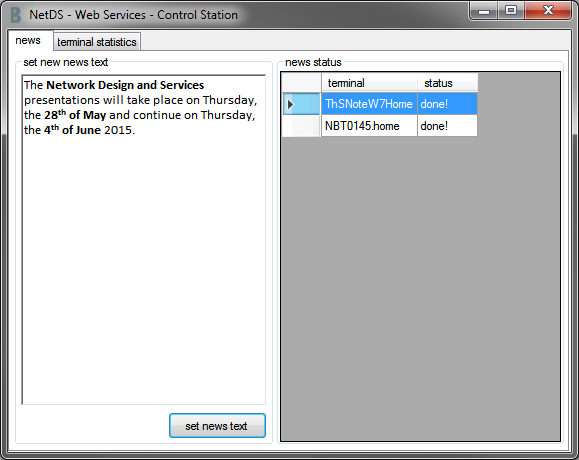 NetDS - Web Services - Control Station
news terminal statistics
set new news text
The Network Design and Services
presentations will take place on Thursday,
the 28th of May and continue on Thursday,
the 4th of June 2015.
set news text
news status
terminal status
ThSNoteW7Home done!
NBT0145.home done!